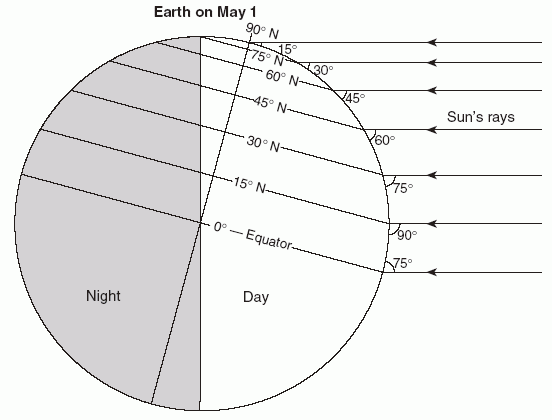 Earth on May 1
90° N
15°
75° N
30°
60° N
45°
45° N
Sun's rays
60°
30° N
75°
15° N
90°
0° — Equator
75°
Night
Day